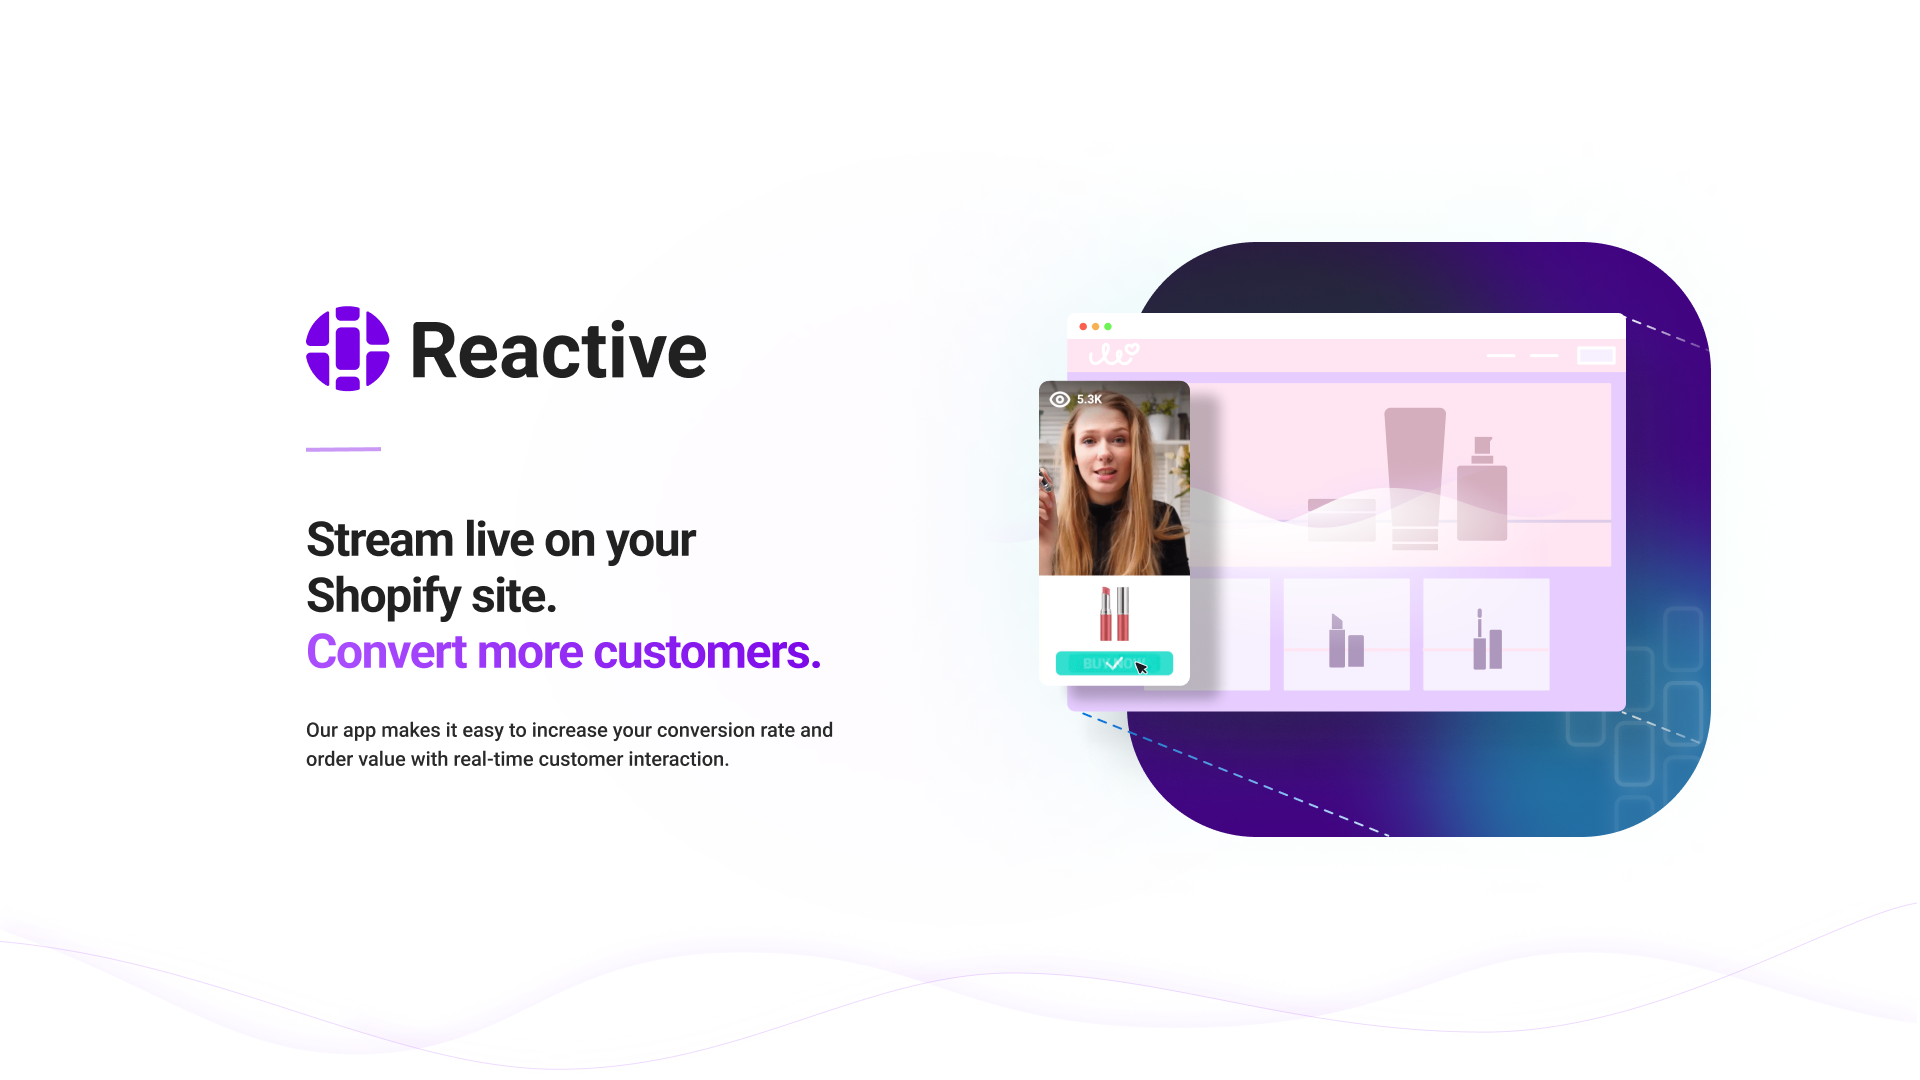 Reactive
Stream live on your
Shopify site.
Convert more customers.
Our app makes it easy to increase your conversion rate and
order value with real-time customer interaction.
5.3K
BUY NOW